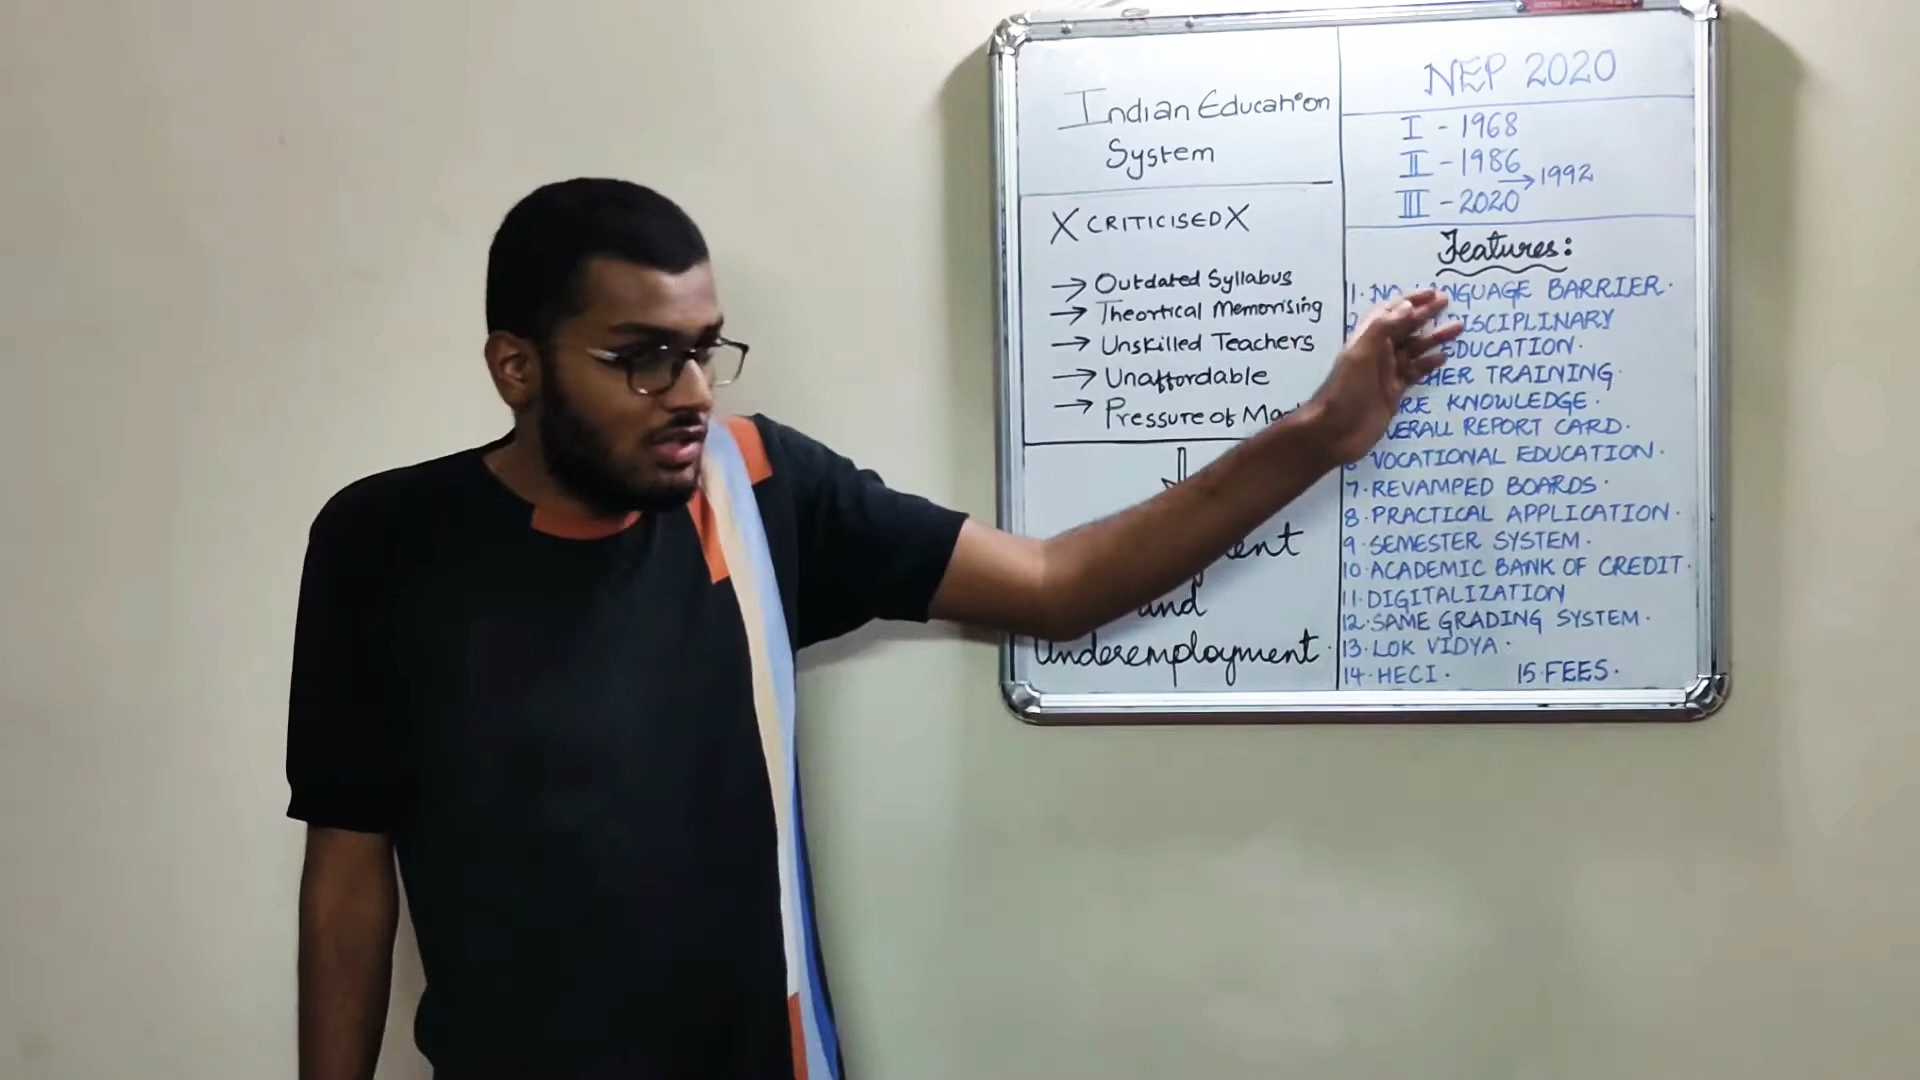 Indian Education
System
X CRITICISED X
→ Outdated Syllabus
→ Theortical Memorising
→ Unskilled Teachers
→ Unaffordable
→ Pressure of
and
Underemployment
NEP 2020
I - 1968
II - 1986
→ 1992
III - 2020
Features:
1. NO LANGUAGE BARRIER.
DISCIPLINARY
EDUCATION.
TRAINING.
KNOWLEDGE.
REPORT CARD.
6 VOCATIONAL EDUCATION.
7. REVAMPED BOARDS.
8. PRACTICAL APPLICATION.
9. SEMESTER SYSTEM.
10. ACADEMIC BANK OF CREDIT.
11. DIGITALIZATION
12. SAME GRADING SYSTEM.
13. LOK VIDYA.
14. HECI. 15. FEES.